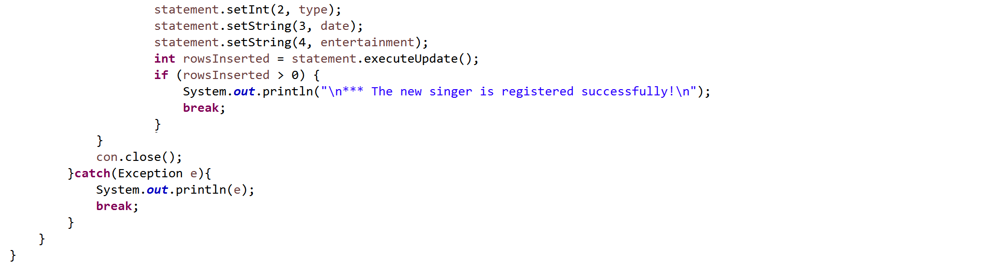 statement.setInt(2, type);
statement.setString(3, date);
statement.setString(4, entertainment);
int rowsInserted = statement.executeUpdate();
if (rowsInserted > 0) {
System.out.println("\n*** The new singer is registered successfully!\n");
break;
}
}
con.close();
}catch(Exception e){
System.out.println(e);
break;
}
}
}